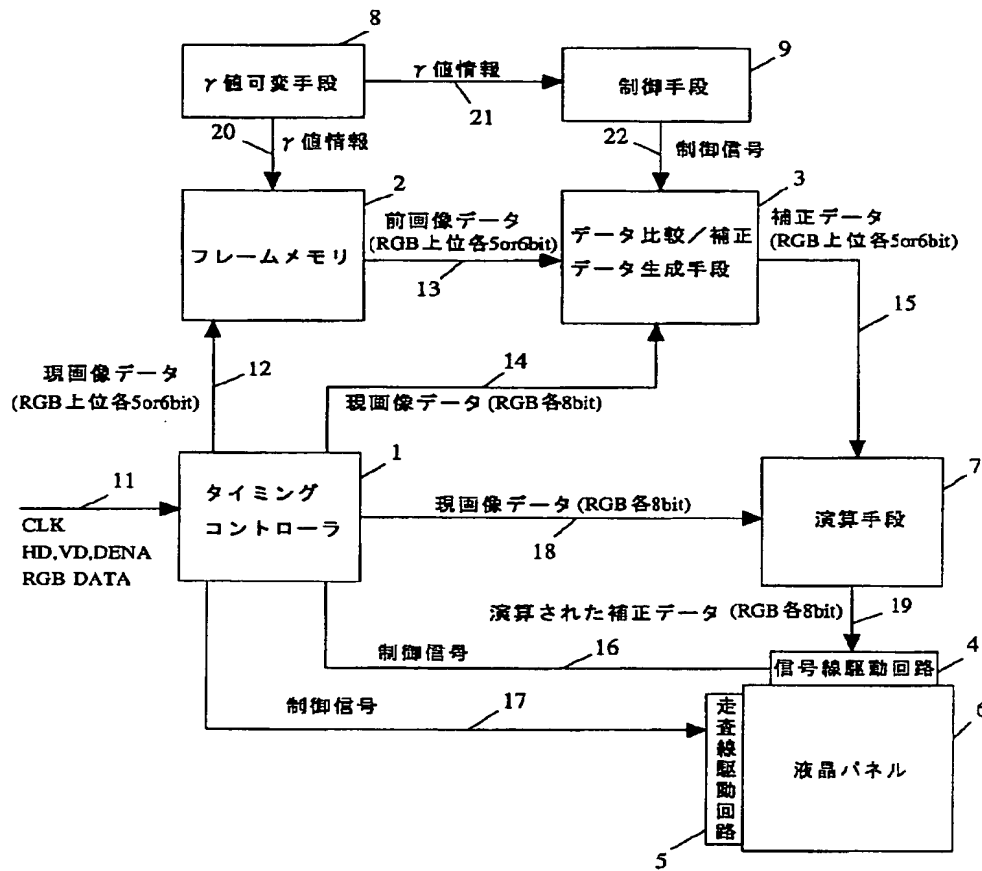 8
γ値可変手段
γ値情報
21
9
制御手段
20
γ値情報
22
制御信号
2
フレームメモリ
前画像データ
(RGB上位各5or6bit)
13
3
データ比較／補正
データ生成手段
補正データ
(RGB上位各5or6bit)
15
現画像データ
(RGB上位各5or6bit)
12
14
現画像データ(RGB各8bit)
11
CLK
HD,VD,DENA
RGB DATA
1
タイミング
コントローラ
現画像データ(RGB各8bit)
18
7
演算手段
演算された補正データ(RGB各8bit)
19
制御信号
16
信号線駆動回路
4
制御信号
17
走査線駆動回路
5
液晶パネル
6